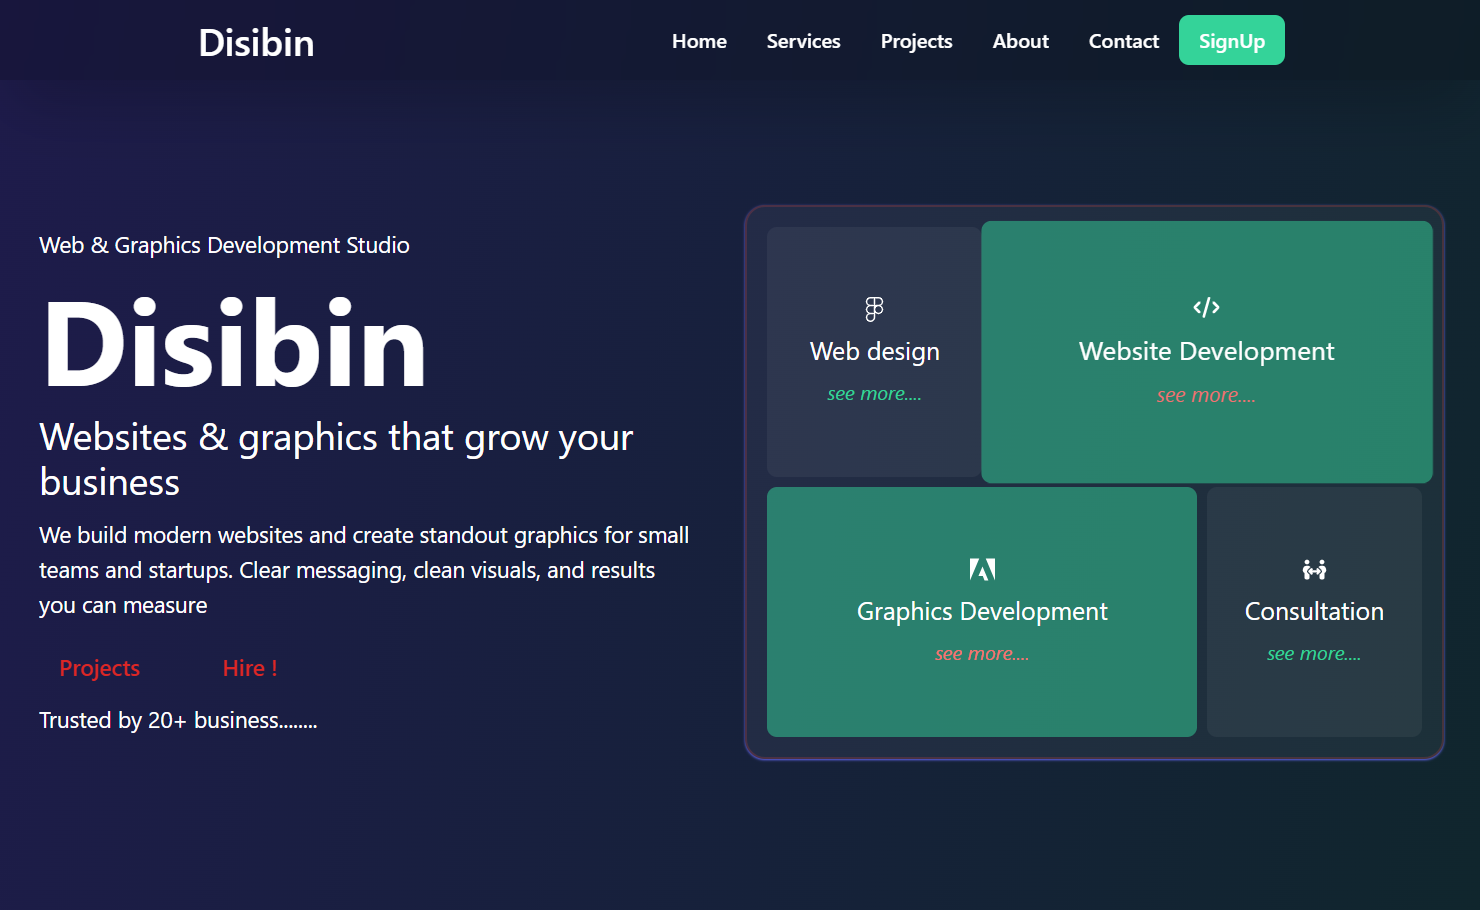 Disibin
Home
Services
Projects
About
Contact
SignUp
Web & Graphics Development Studio
Disibin
Websites & graphics that grow your
business
We build modern websites and create standout graphics for small
teams and startups. Clear messaging, clean visuals, and results
you can measure
Projects
Hire !
Trusted by 20+ business........
Web design
see more....
Website Development
see more....
Graphics Development
see more....
Consultation
see more....